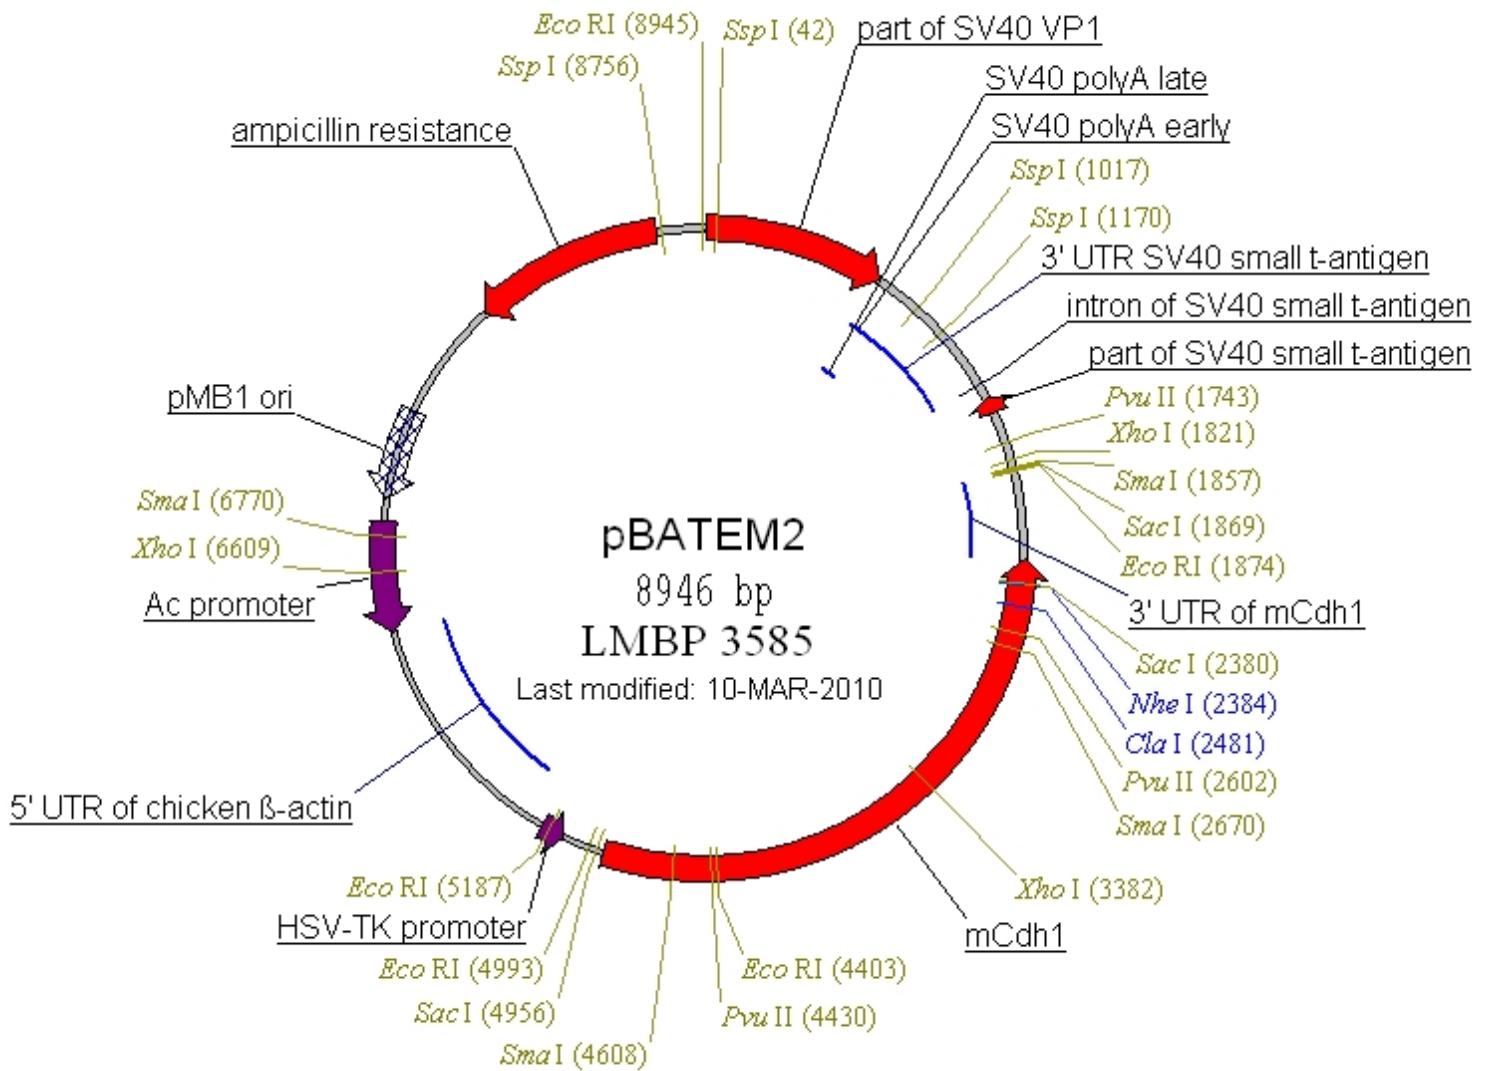 Eco RI (8945)
Ssp I (42)
part of SV40 VP1
Ssp I (8756)
SV40 polyA late
ampicillin resistance
SV40 polyA early
Ssp I (1017)
Ssp I (1170)
3' UTR SV40 small t-antigen
intron of SV40 small t-antigen
part of SV40 small t-antigen
pMB1 ori
Pvu II (1743)
Xho I (1821)
Sma I (1857)
Sma I (6770)
Sac I (1869)
Xho I (6609)
Eco RI (1874)
Ac promoter
3' UTR of mCdh1
pBATEM2
8946 bp
LMBP 3585
Last modified: 10-MAR-2010
Sac I (2380)
Nhe I (2384)
Cla I (2481)
Pvu II (2602)
Sma I (2670)
5' UTR of chicken ß-actin
Xho I (3382)
Eco RI (5187)
HSV-TK promoter
mCdh1
Eco RI (4993)
Eco RI (4403)
Sac I (4956)
Pvu II (4430)
Sma I (4608)